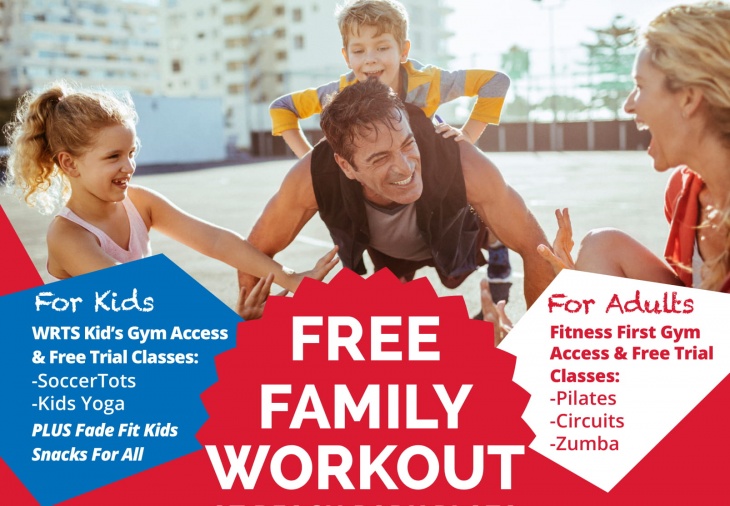 For Kids
WRTS Kid's Gym Access
& Free Trial Classes:
-SoccerTots
-Kids Yoga
PLUS Fade Fit Kids
Snacks For All
FREE
FAMILY
WORKOUT
For Adults
Fitness First Gym
Access & Free Trial
Classes:
-Pilates
-Circuits
-Zumba